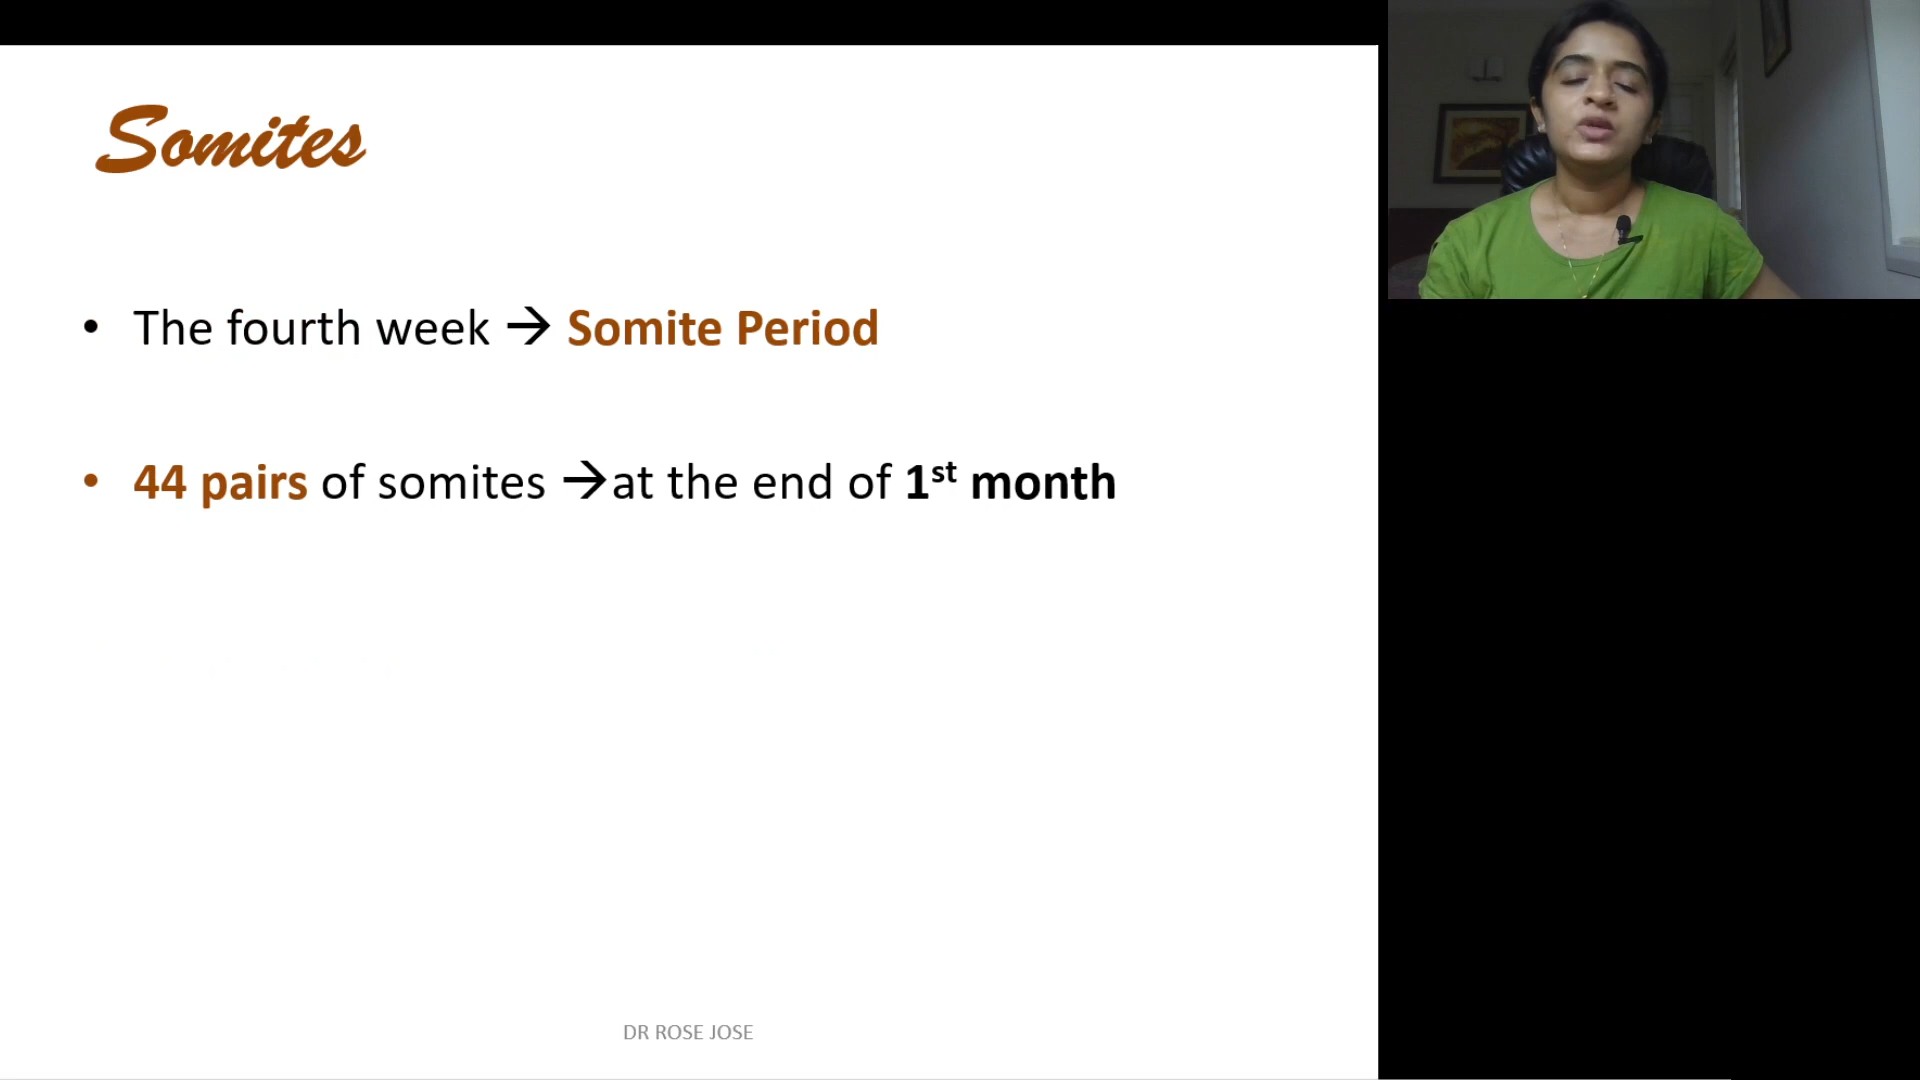 Somites
• The fourth week → Somite Period
• 44 pairs of somites →at the end of 1st month
DR ROSE JOSE